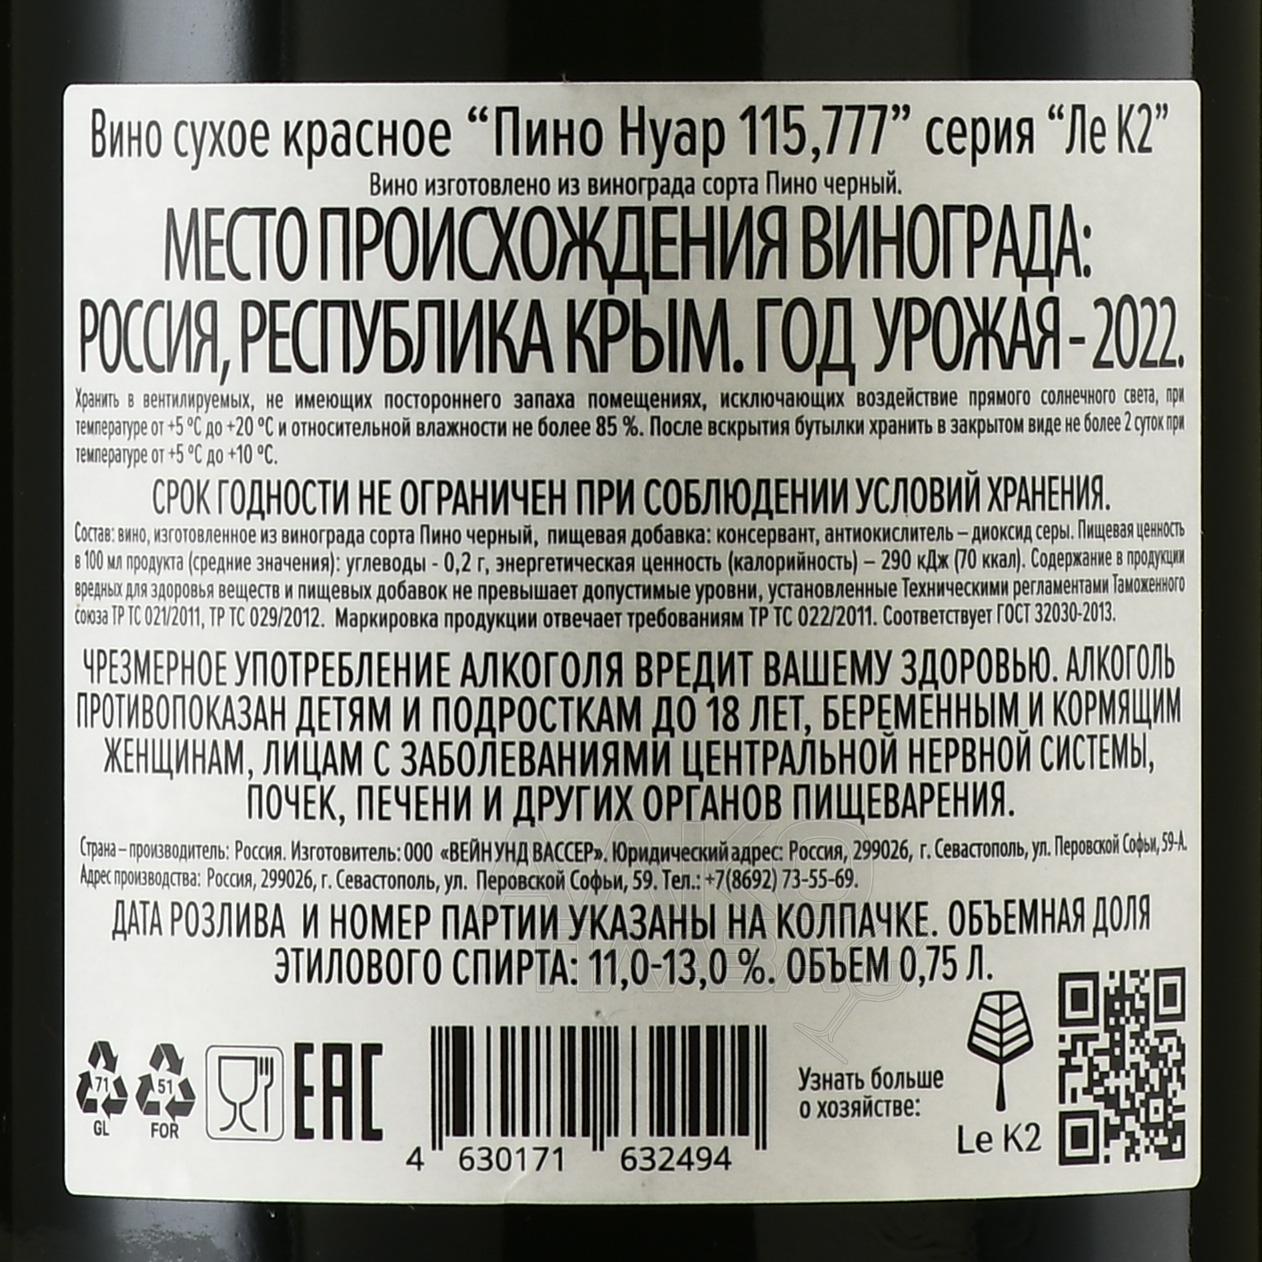 Вино сухое красное “Пино Нуар 115,777” серия “Ле К2”
Вино изготовлено из винограда сорта Пино черный.
МЕСТО ПРОИСХОЖДЕНИЯ ВИНОГРАДА:
РОССИЯ, РЕСПУБЛИКА КРЫМ. ГОД УРОЖАЯ - 2022.
Хранить в вентилируемых, не имеющих постороннего запаха помещениях, исключающих воздействие прямого солнечного света, при
температуре от +5 °С до +20 °С и относительной влажности не более 85 %. После вскрытия бутылки хранить в закрытом виде не более 2 суток при
температуре от +5 °С до +10 °С.
СРОК ГОДНОСТИ НЕ ОГРАНИЧЕН ПРИ СОБЛЮДЕНИИ УСЛОВИЙ ХРАНЕНИЯ.
Состав: вино, изготовленное из винограда сорта Пино черный, пищевая добавка: консервант, антиокислитель – диоксид серы. Пищевая ценность
в 100 мл продукта (средние значения): углеводы - 0,2 г, энергетическая ценность (калорийность) – 290 кДж (70 ккал). Содержание в продукции
вредных для здоровья веществ и пищевых добавок не превышает допустимые уровни, установленные Техническими регламентами Таможенного
союза ТР ТС 021/2011, ТР ТС 029/2012. Маркировка продукции отвечает требованиям ТР ТС 022/2011. Соответствует ГОСТ 32030-2013.
ЧРЕЗМЕРНОЕ УПОТРЕБЛЕНИЕ АЛКОГОЛЯ ВРЕДИТ ВАШЕМУ ЗДОРОВЬЮ. АЛКОГОЛЬ
ПРОТИВОПОКАЗАН ДЕТЯМ И ПОДРОСТКАМ ДО 18 ЛЕТ, БЕРЕМЕННЫМ И КОРМЯЩИМ
ЖЕНЩИНАМ, ЛИЦАМ С ЗАБОЛЕВАНИЯМИ ЦЕНТРАЛЬНОЙ НЕРВНОЙ СИСТЕМЫ,
ПОЧЕК, ПЕЧЕНИ И ДРУГИХ ОРГАНОВ ПИЩЕВАРЕНИЯ.
Страна – производитель: Россия. Изготовитель: ООО «ВЕЙН УНД ВАССЕР». Юридический адрес: Россия, 299026, г. Севастополь, ул. Перовской Софьи, 59-А.
Адрес производства: Россия, 299026, г. Севастополь, ул. Перовской Софьи, 59. Тел.: +7(8692) 73-55-69.
ДАТА РОЗЛИВА И НОМЕР ПАРТИИ УКАЗАНЫ НА КОЛПАЧКЕ. ОБЪЕМНАЯ ДОЛЯ
ЭТИЛОВОГО СПИРТА: 11,0-13,0 %. ОБЪЕМ 0,75 Л.
71
GL
51
FOR
EAC
4 630171 632494
Узнать больше
о хозяйстве:
Le K2